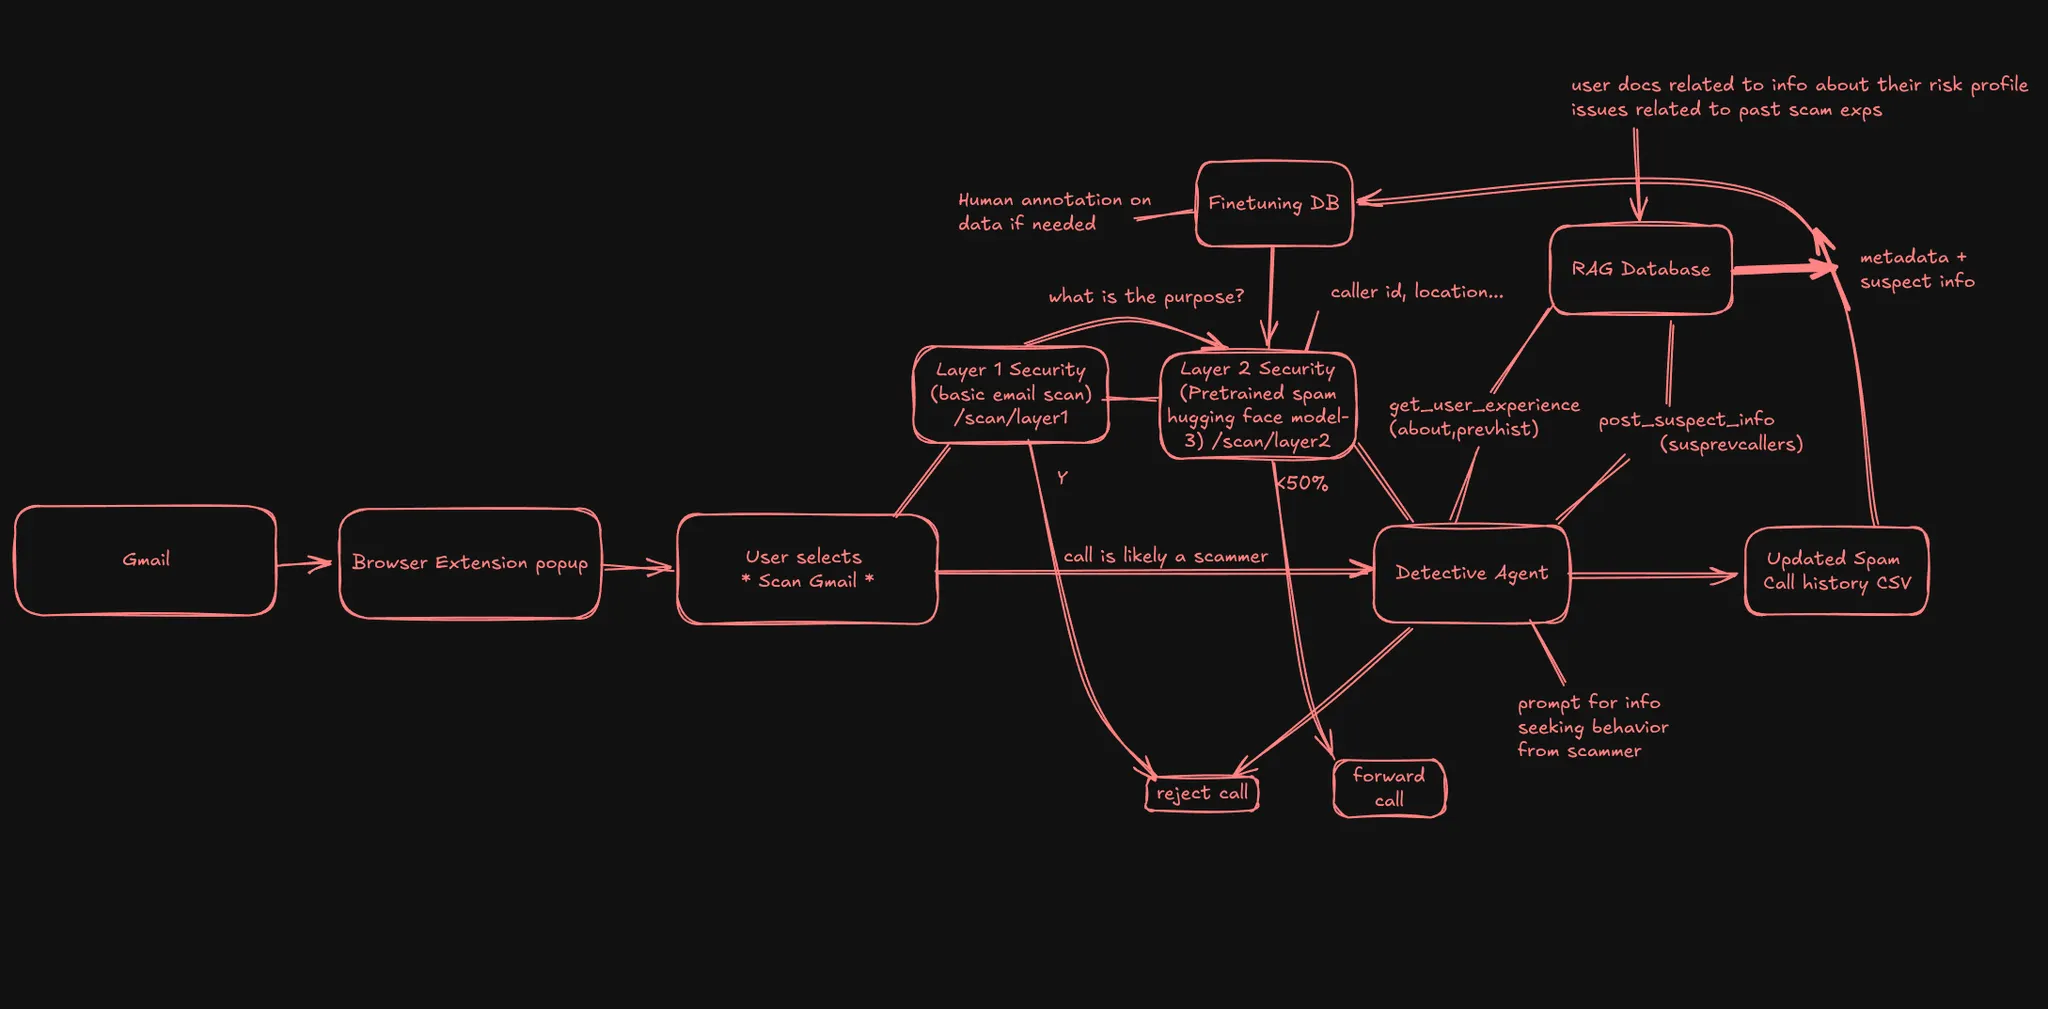 user docs related to info about their risk profile
issues related to past scam exps
Human annotation on
data if needed
Finetuning DB
RAG Database
metadata +
suspect info
what is the purpose?
caller id, location...
Layer 1 Security
(basic email scan)
/scan/layer1
Layer 2 Security
(Pretrained spam
hugging face model-
3) /scan/layer2
get_user_experience
(about,prevhist)
post_suspect_info
(susprevcallers)
Y
<50%
Gmail
Browser Extension popup
User selects
* Scan Gmail *
call is likely a scammer
Detective Agent
Updated Spam
Call history CSV
prompt for info
seeking behavior
from scammer
reject call
forward
call